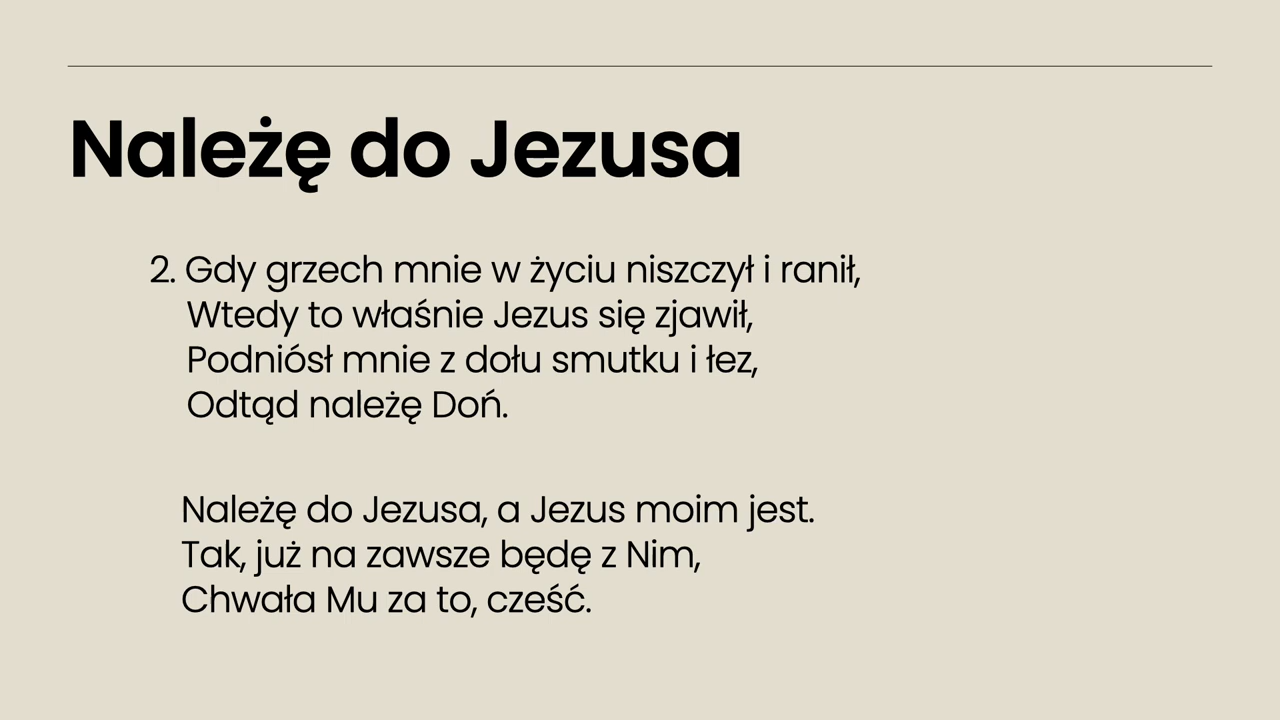 Należę do Jezusa
2. Gdy grzech mnie w życiu niszczył i ranił,
Wtedy to właśnie Jezus się zjawił,
Podniósł mnie z dołu smutku i łez,
Odtąd należę Doń.
Należę do Jezusa, a Jezus moim jest.
Tak, już na zawsze będę z Nim,
Chwała Mu za to, cześć.